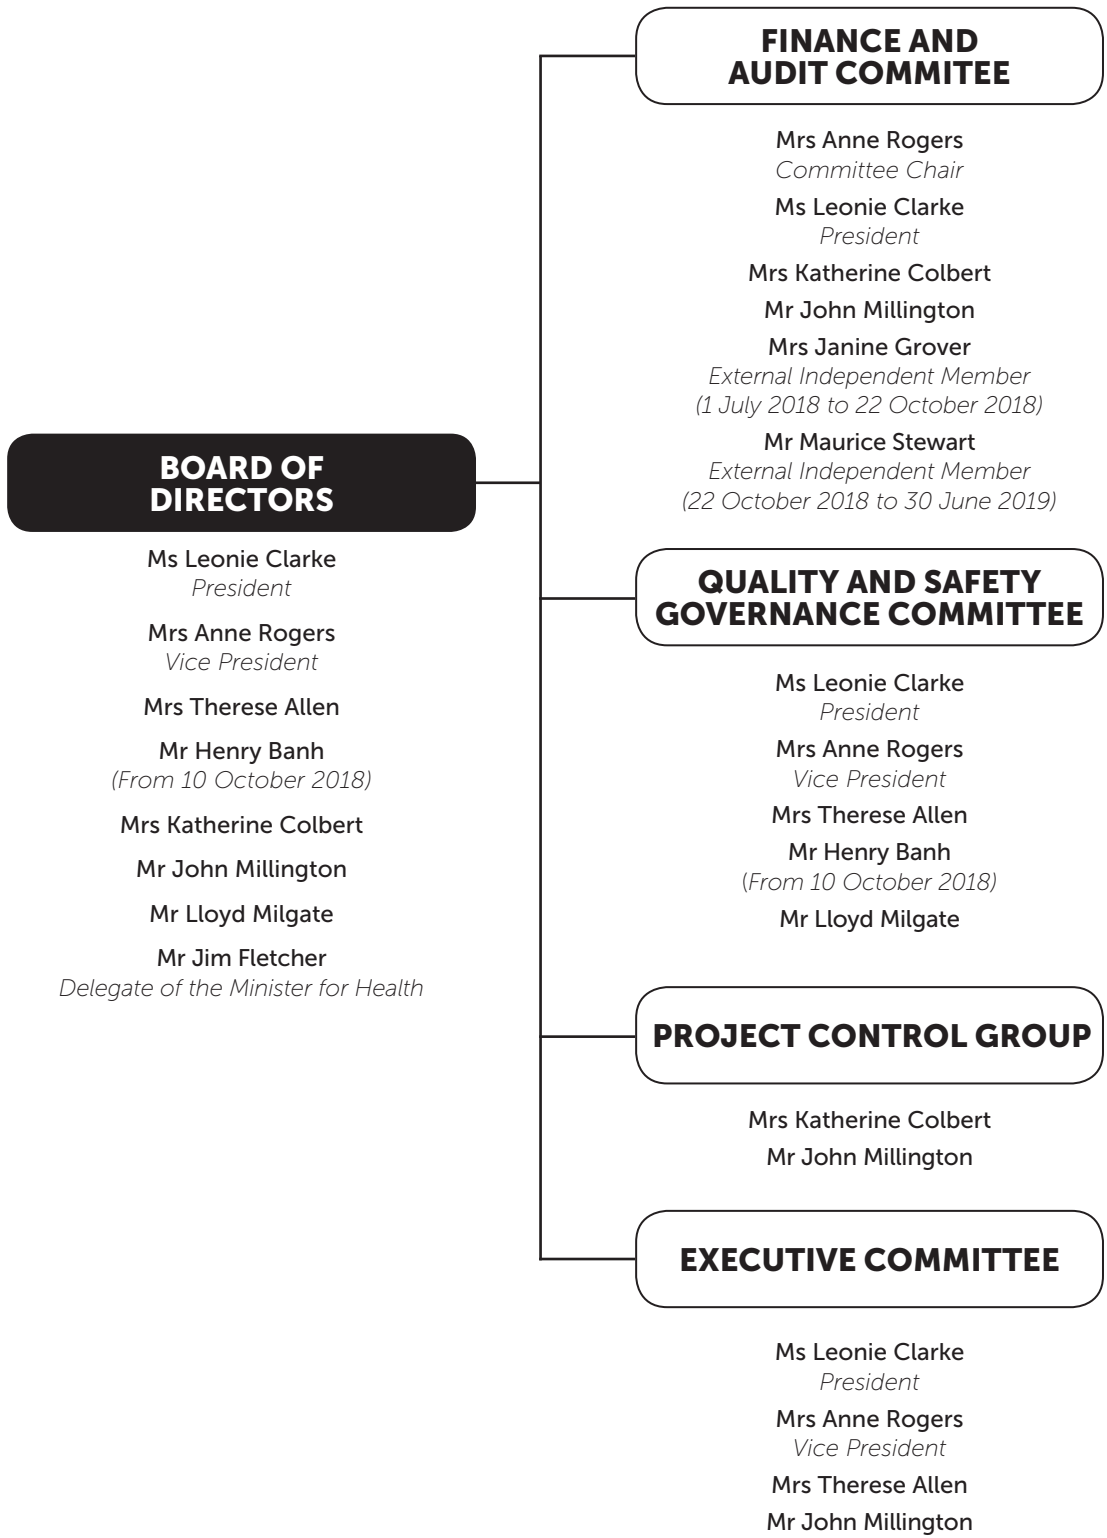 BOARD OF
DIRECTORS
Ms Leonie Clarke
President
Mrs Anne Rogers
Vice President
Mrs Therese Allen
Mr Henry Banh
(From 10 October 2018)
Mrs Katherine Colbert
Mr John Millington
Mr Lloyd Milgate
Mr Jim Fletcher
Delegate of the Minister for Health
FINANCE AND
AUDIT COMMITEE
Mrs Anne Rogers
Committee Chair
Ms Leonie Clarke
President
Mrs Katherine Colbert
Mr John Millington
Mrs Janine Grover
External Independent Member
(1 July 2018 to 22 October 2018)
Mr Maurice Stewart
External Independent Member
(22 October 2018 to 30 June 2019)
QUALITY AND SAFETY
GOVERNANCE COMMITTEE
Ms Leonie Clarke
President
Mrs Anne Rogers
Vice President
Mrs Therese Allen
Mr Henry Banh
(From 10 October 2018)
Mr Lloyd Milgate
PROJECT CONTROL GROUP
Mrs Katherine Colbert
Mr John Millington
EXECUTIVE COMMITTEE
Ms Leonie Clarke
President
Mrs Anne Rogers
Vice President
Mrs Therese Allen
Mr John Millington